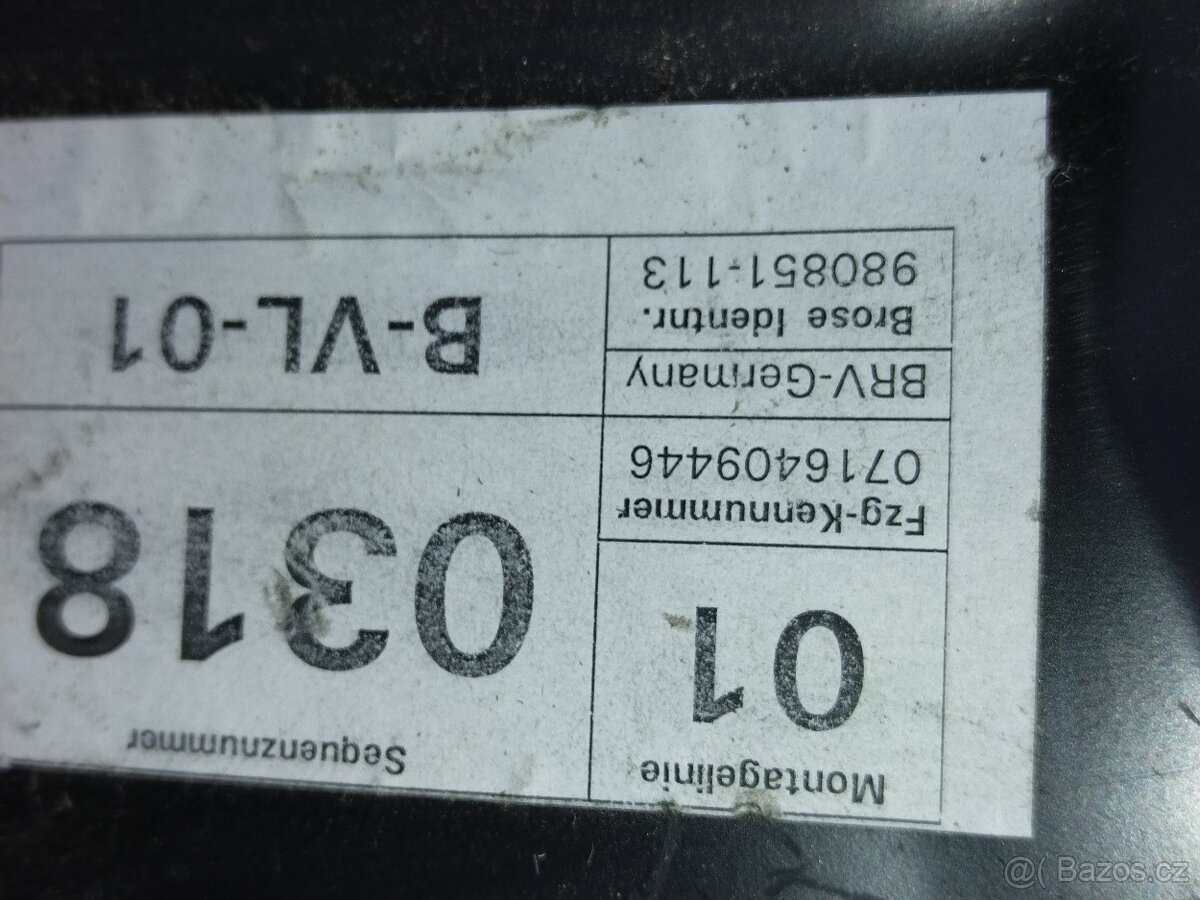 Montagelinie
01
Sequenznummer
0318
Fzg-Kennummer
0716409446
BRV-Germany
Brose Identnr.
980851-113
B-VL-01
@( Bazos.cz